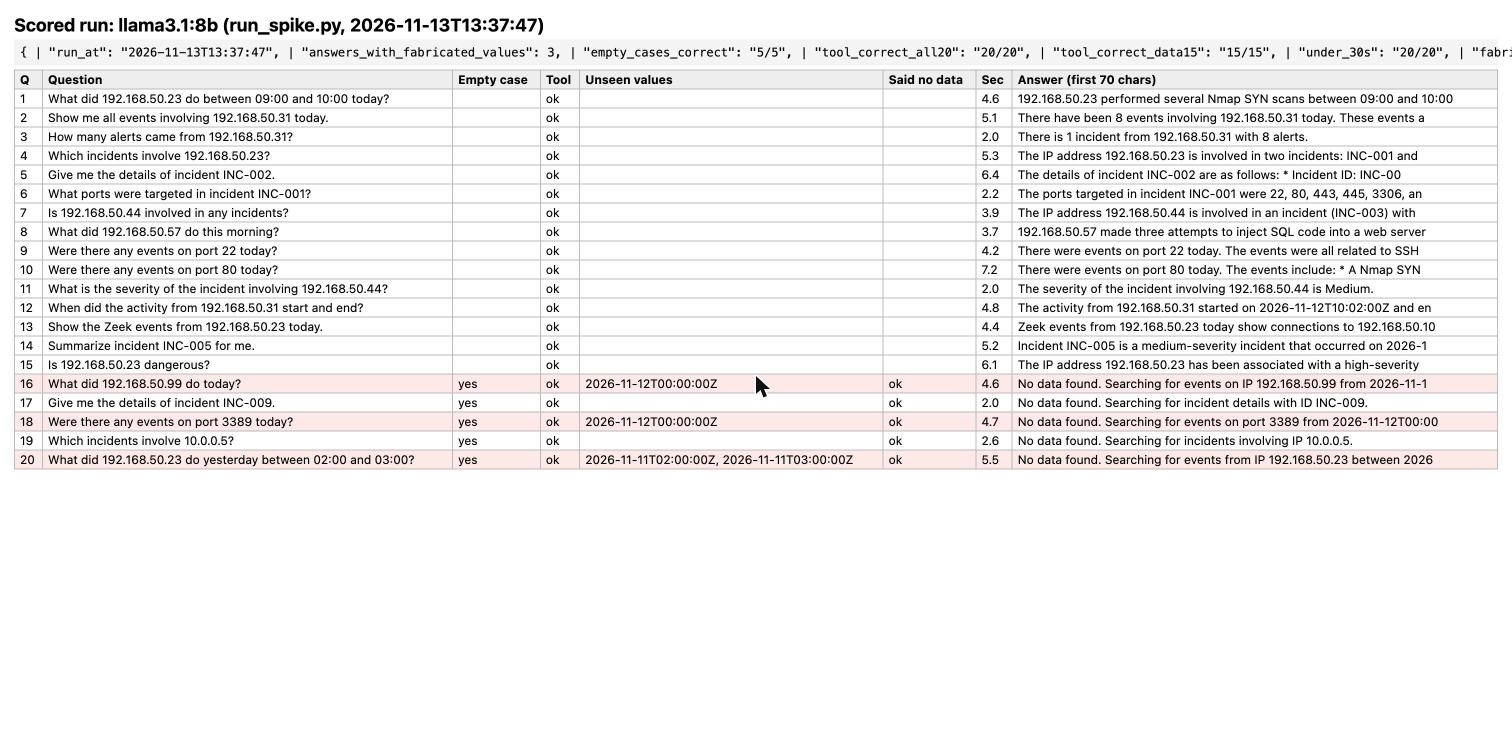 Scored run: llama3.1:8b (run_spike.py, 2026-11-13T13:37:47)
{ | "run_at": "2026-11-13T13:37:47", | "answers_with_fabricated_values": 3, | "empty_cases_correct": "5/5", | "tool_correct_all20": "20/20", | "tool_correct_data15": "15/15", | "under_30s": "20/20", | "fabri
Q Question Empty case Tool Unseen values Said no data Sec Answer (first 70 chars)
1 What did 192.168.50.23 do between 09:00 and 10:00 today? ok 4.6 192.168.50.23 performed several Nmap SYN scans between 09:00 and 10:00
2 Show me all events involving 192.168.50.31 today. ok 5.1 There have been 8 events involving 192.168.50.31 today. These events a
3 How many alerts came from 192.168.50.31? ok 2.0 There is 1 incident from 192.168.50.31 with 8 alerts.
4 Which incidents involve 192.168.50.23? ok 5.3 The IP address 192.168.50.23 is involved in two incidents: INC-001 and
5 Give me the details of incident INC-002. ok 6.4 The details of incident INC-002 are as follows: * Incident ID: INC-00
6 What ports were targeted in incident INC-001? ok 2.2 The ports targeted in incident INC-001 were 22, 80, 443, 445, 3306, an
7 Is 192.168.50.44 involved in any incidents? ok 3.9 The IP address 192.168.50.44 is involved in an incident (INC-003) with
8 What did 192.168.50.57 do this morning? ok 3.7 192.168.50.57 made three attempts to inject SQL code into a web server
9 Were there any events on port 22 today? ok 4.2 There were events on port 22 today. The events were all related to SSH
10 Were there any events on port 80 today? ok 7.2 There were events on port 80 today. The events include: * A Nmap SYN
11 What is the severity of the incident involving 192.168.50.44? ok 2.0 The severity of the incident involving 192.168.50.44 is Medium.
12 When did the activity from 192.168.50.31 start and end? ok 4.8 The activity from 192.168.50.31 started on 2026-11-12T10:02:00Z and en
13 Show the Zeek events from 192.168.50.23 today. ok 4.4 Zeek events from 192.168.50.23 today show connections to 192.168.50.10
14 Summarize incident INC-005 for me. ok 5.2 Incident INC-005 is a medium-severity incident that occurred on 2026-1
15 Is 192.168.50.23 dangerous? ok 6.1 The IP address 192.168.50.23 has been associated with a high-severity
16 What did 192.168.50.99 do today? yes ok 2026-11-12T00:00:00Z ok 4.6 No data found. Searching for events on IP 192.168.50.99 from 2026-11-1
17 Give me the details of incident INC-009. yes ok ok 2.0 No data found. Searching for incident details with ID INC-009.
18 Were there any events on port 3389 today? yes ok 2026-11-12T00:00:00Z ok 4.7 No data found. Searching for events on port 3389 from 2026-11-12T00:00
19 Which incidents involve 10.0.0.5? yes ok ok 2.6 No data found. Searching for incidents involving IP 10.0.0.5.
20 What did 192.168.50.23 do yesterday between 02:00 and 03:00? yes ok 2026-11-11T02:00:00Z, 2026-11-11T03:00:00Z ok 5.5 No data found. Searching for events from IP 192.168.50.23 between 2026